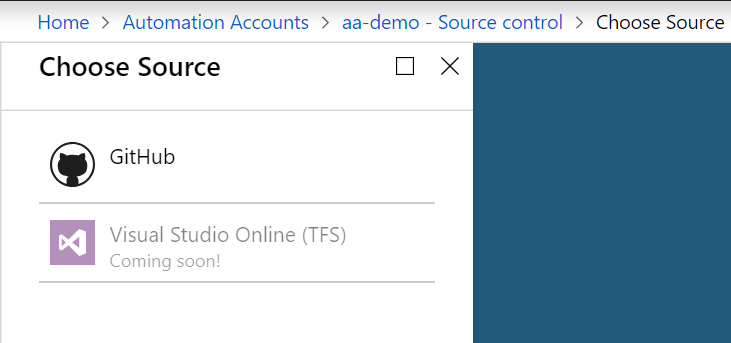 Home > Automation Accounts > aa-demo - Source control > Choose Source
Choose Source
GitHub
Visual Studio Online (TFS)
Coming soon!